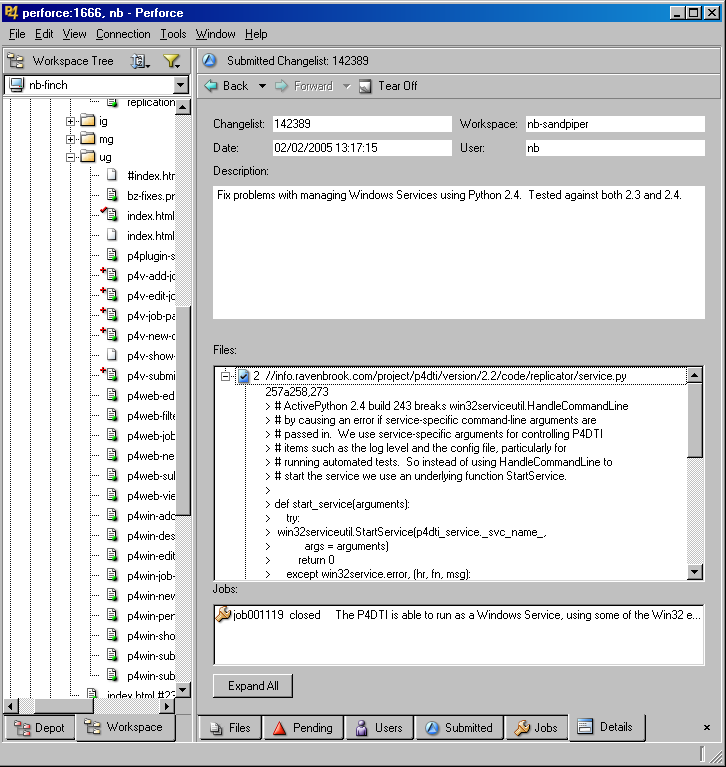 perforce:1666, nb - Perforce
File Edit View Connection Tools Window Help
Workspace Tree
nb-finch
replication
ig
mg
ug
#index.htm
bz-fixes.pr
index.html
index.html
p4plugin-s
p4v-add-jo
p4v-edit-jo
p4v-job-pa
p4v-new-c
p4v-show-
p4v-submi
p4web-ed
p4web-filte
p4web-job
p4web-ne
p4web-sul
p4web-vie
p4win-add
p4win-des
p4win-edit
p4win-job-
p4win-new
p4win-per
p4win-sho
p4win-sub
p4win-sub
index.html #22
Depot Workspace
Submitted Changelist: 142389
Back Forward Tear Off
Changelist: 142389 Workspace: nb-sandpiper
Date: 02/02/2005 13:17:15 User: nb
Description:
Fix problems with managing Windows Services using Python 2.4. Tested against both 2.3 and 2.4.
Files:
2 //info.ravenbrook.com/project/p4dti/version/2.2/code/replicator/service.py
257a258,273
> # ActivePython 2.4 build 243 breaks win32serviceutil.HandleCommandLine
> # by causing an error if service-specific command-line arguments are
> # passed in. We use service-specific arguments for controlling P4DTI
> # items such as the log level and the config file, particularly for
> # running automated tests. So instead of using HandleCommandLine to
> # start the service we use an underlying function StartService.
>
> def start_service(arguments):
> try:
> win32serviceutil.StartService(p4dti_service._svc_name_,
> args = arguments)
> return 0
> except win32service.error, (hr, fn, msg):
Jobs:
job001119 closed The P4DTI is able to run as a Windows Service, using some of the Win32 e...
Expand All
Files Pending Users Submitted Jobs Details